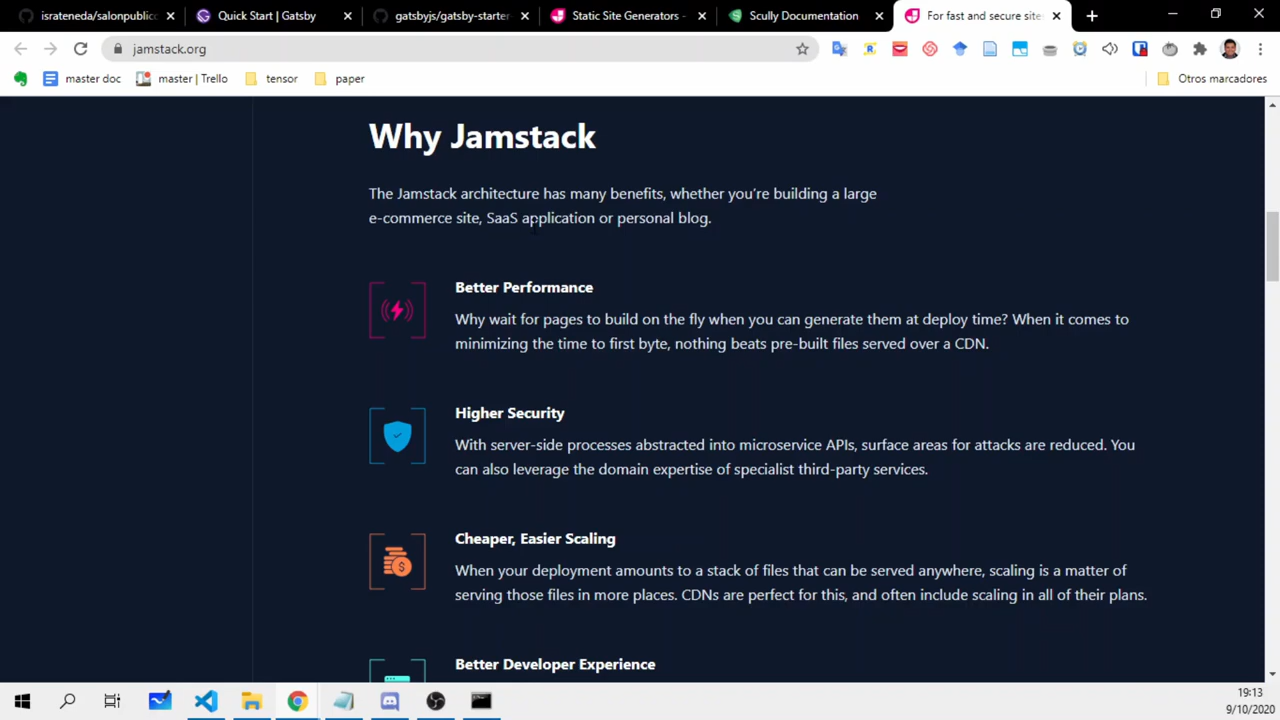 israteneda/salonpublico
Quick Start | Gatsby
gatsbyjs/gatsby-starter
Static Site Generators -
Scully Documentation
For fast and secure site
jamstack.org
master doc
master | Trello
tensor
paper
Otros marcadores
Why Jamstack
The Jamstack architecture has many benefits, whether you're building a large
e-commerce site, SaaS application or personal blog.
Better Performance
Why wait for pages to build on the fly when you can generate them at deploy time? When it comes to
minimizing the time to first byte, nothing beats pre-built files served over a CDN.
Higher Security
With server-side processes abstracted into microservice APIs, surface areas for attacks are reduced. You
can also leverage the domain expertise of specialist third-party services.
Cheaper, Easier Scaling
When your deployment amounts to a stack of files that can be served anywhere, scaling is a matter of
serving those files in more places. CDNs are perfect for this, and often include scaling in all of their plans.
Better Developer Experience
19:13
9/10/2020